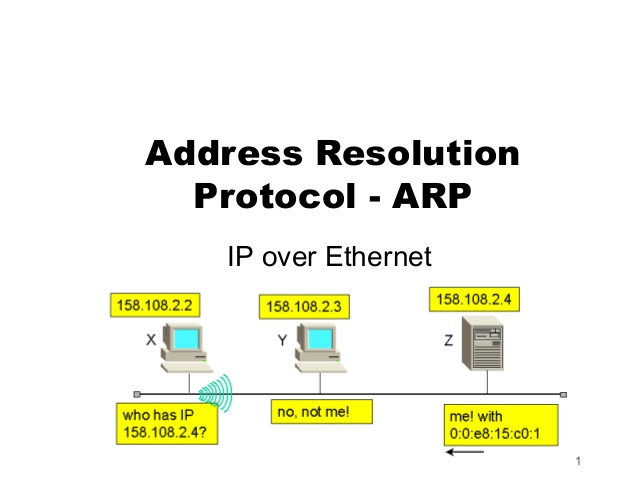 Address Resolution
Protocol - ARP
IP over Ethernet
158.108.2.2
158.108.2.3
158.108.2.4
X
Y
Z
who has IP
158.108.2.4?
no, not me!
me! with
0:0:e8:15:c0:1
1